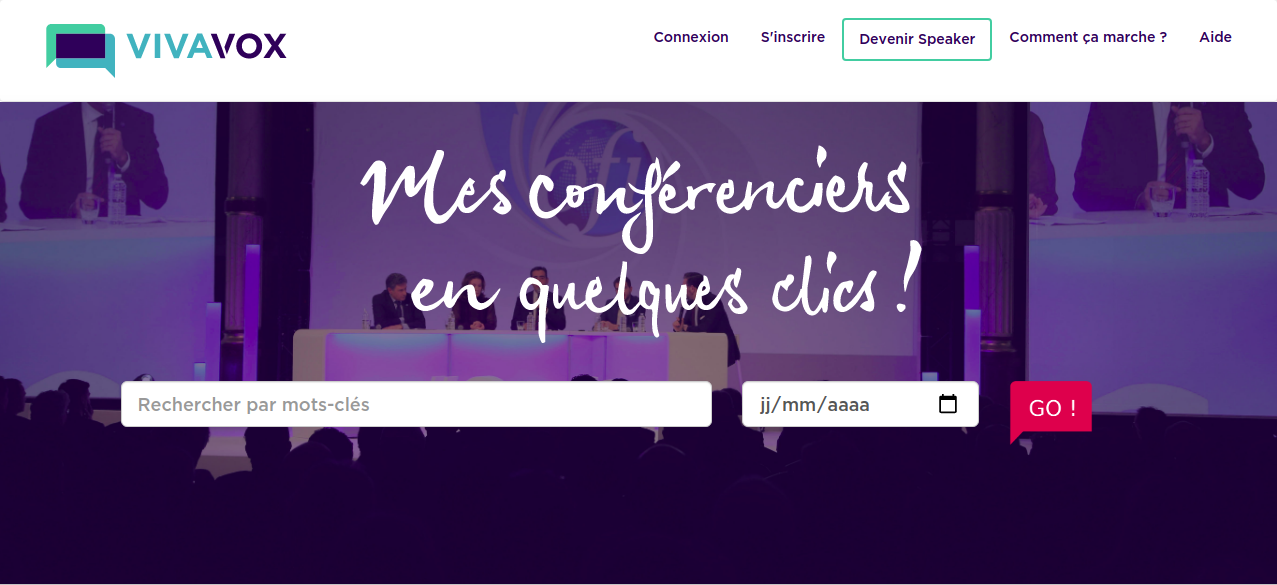 VIVAVOX
Connexion
S'inscrire
Devenir Speaker
Comment ça marche ?
Aide
Mes conférenciers
en quelques clics !
Rechercher par mots-clés
jj/mm/aaaa
GO !